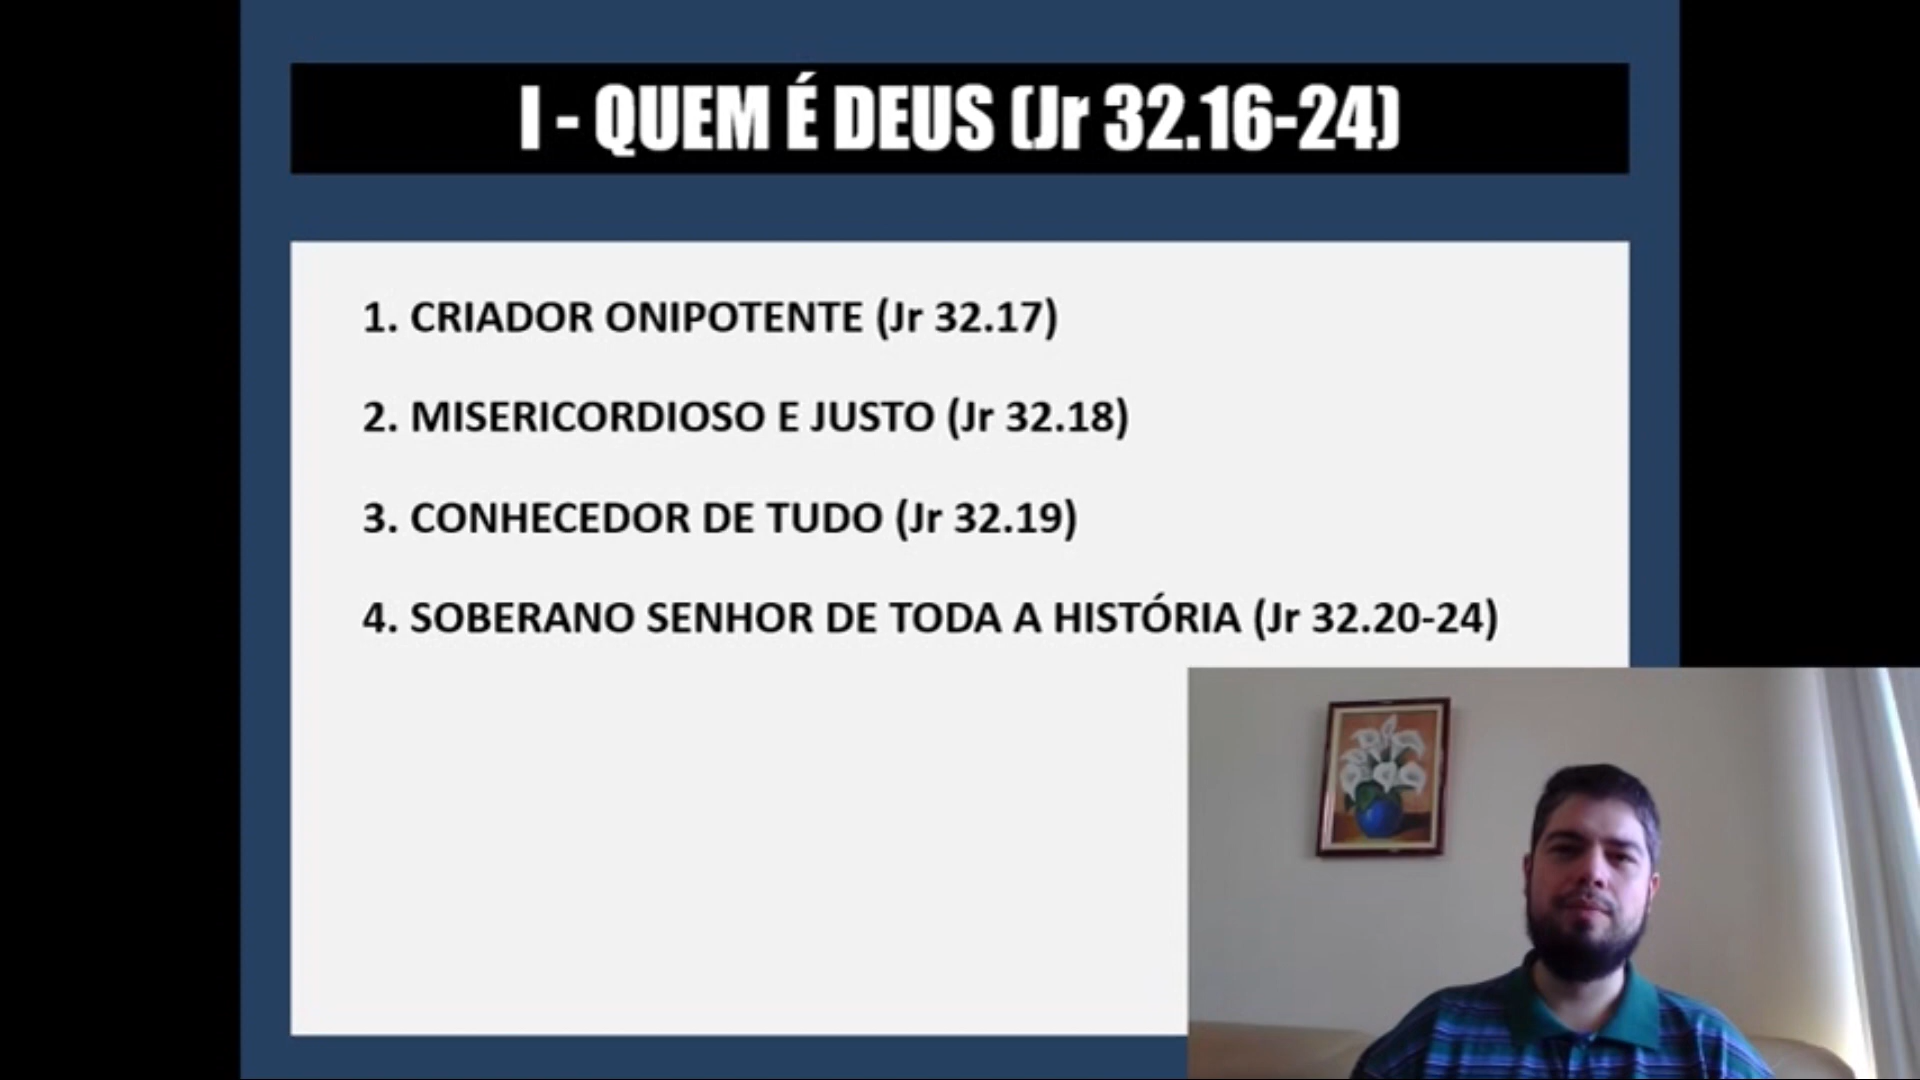 I - QUEM É DEUS (Jr 32.16-24)
1. CRIADOR ONIPOTENTE (Jr 32.17)
2. MISERICORDIOSO E JUSTO (Jr 32.18)
3. CONHECEDOR DE TUDO (Jr 32.19)
4. SOBERANO SENHOR DE TODA A HISTÓRIA (Jr 32.20-24)